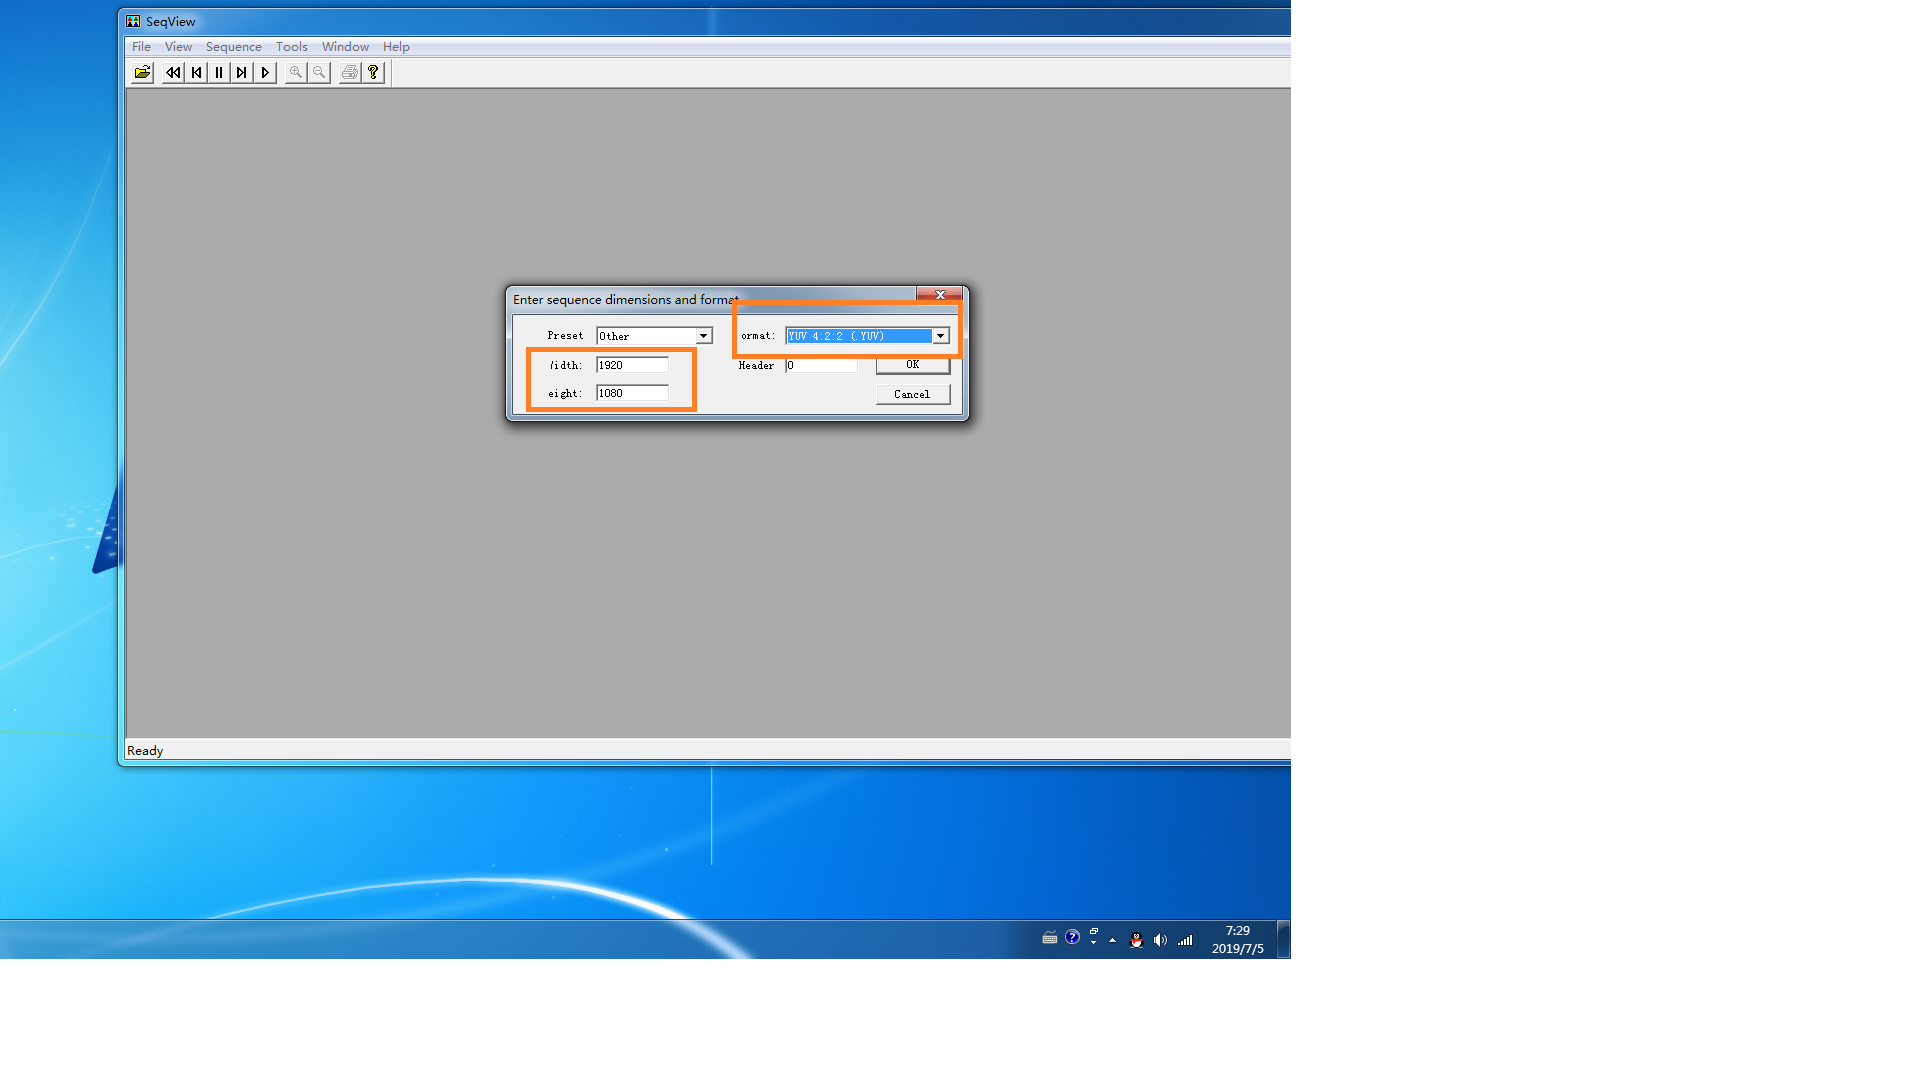 SeqView
File View Sequence Tools Window Help
Enter sequence dimensions and format
Preset Other ormat: YUV 4:2:2 (.YUV)
idth: 1920 Header 0 OK
eight: 1080 Cancel
Ready
7:29
2019/7/5